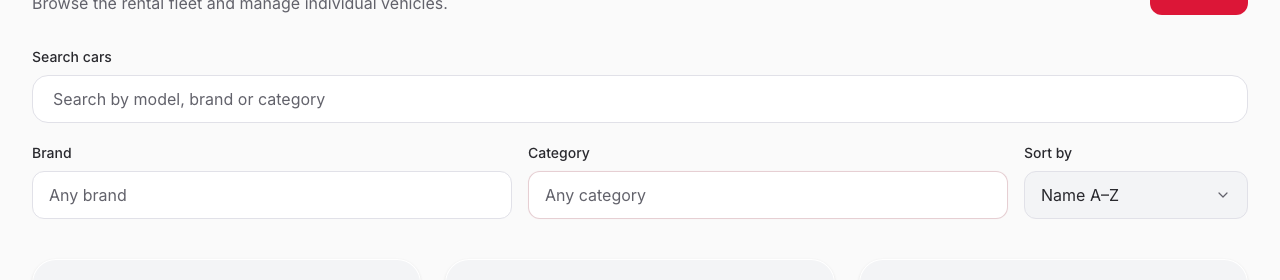 Browse the rental fleet and manage individual vehicles.
Search cars
Search by model, brand or category
Brand
Category
Sort by
Any brand
Any category
Name A–Z